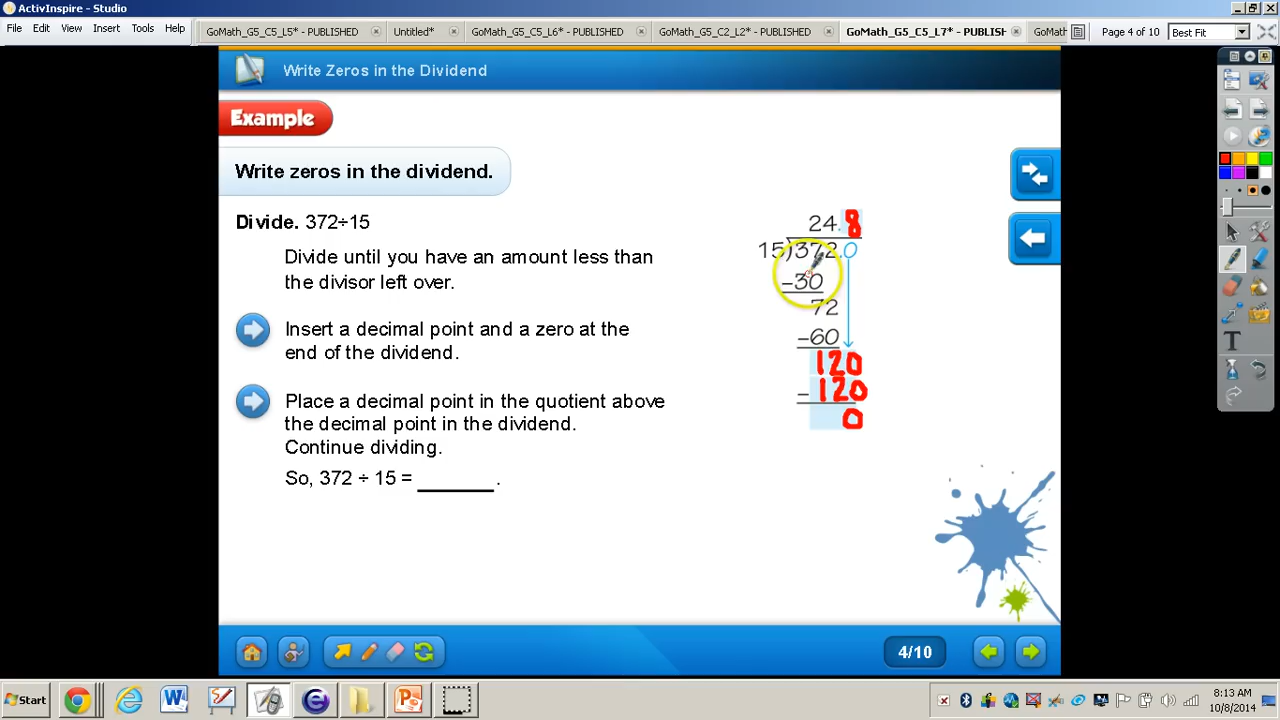 ActivInspire - Studio
File Edit View Insert Tools Help
GoMath_G5_C5_L5* - PUBLISHED
Untitled*
GoMath_G5_C5_L6* - PUBLISHED
GoMath_G5_C2_L2* - PUBLISHED
GoMath_G5_C5_L7* - PUBLISH
GoMath
Page 4 of 10
Best Fit
Write Zeros in the Dividend
Example
Write zeros in the dividend.
Divide. 372÷15
Divide until you have an amount less than
the divisor left over.
Insert a decimal point and a zero at the
end of the dividend.
Place a decimal point in the quotient above
the decimal point in the dividend.
Continue dividing.
So, 372 ÷ 15 = _______.
24.8
15)372.0
−30
72
−60
120
−120
0
4/10
Start
8:13 AM
10/8/2014